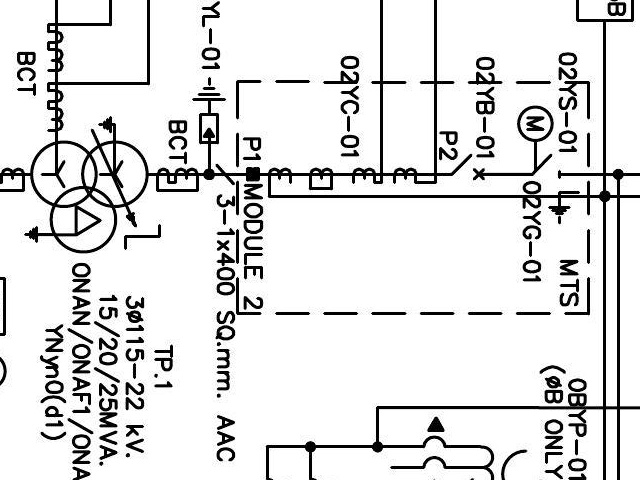 DB
02YS-01
02YB-01
02YC-01
YL-01
BCT
BCT
M
P2
P1
02YG-01
MTS
MODULE 2
3-1x400 SQ.mm. AAC
TP.1
3ø115-22 kV.
15/20/25MVA.
ONAN/ONAF1/ONA
YNyn0(d1)
0BYP-01
(øB ONLY